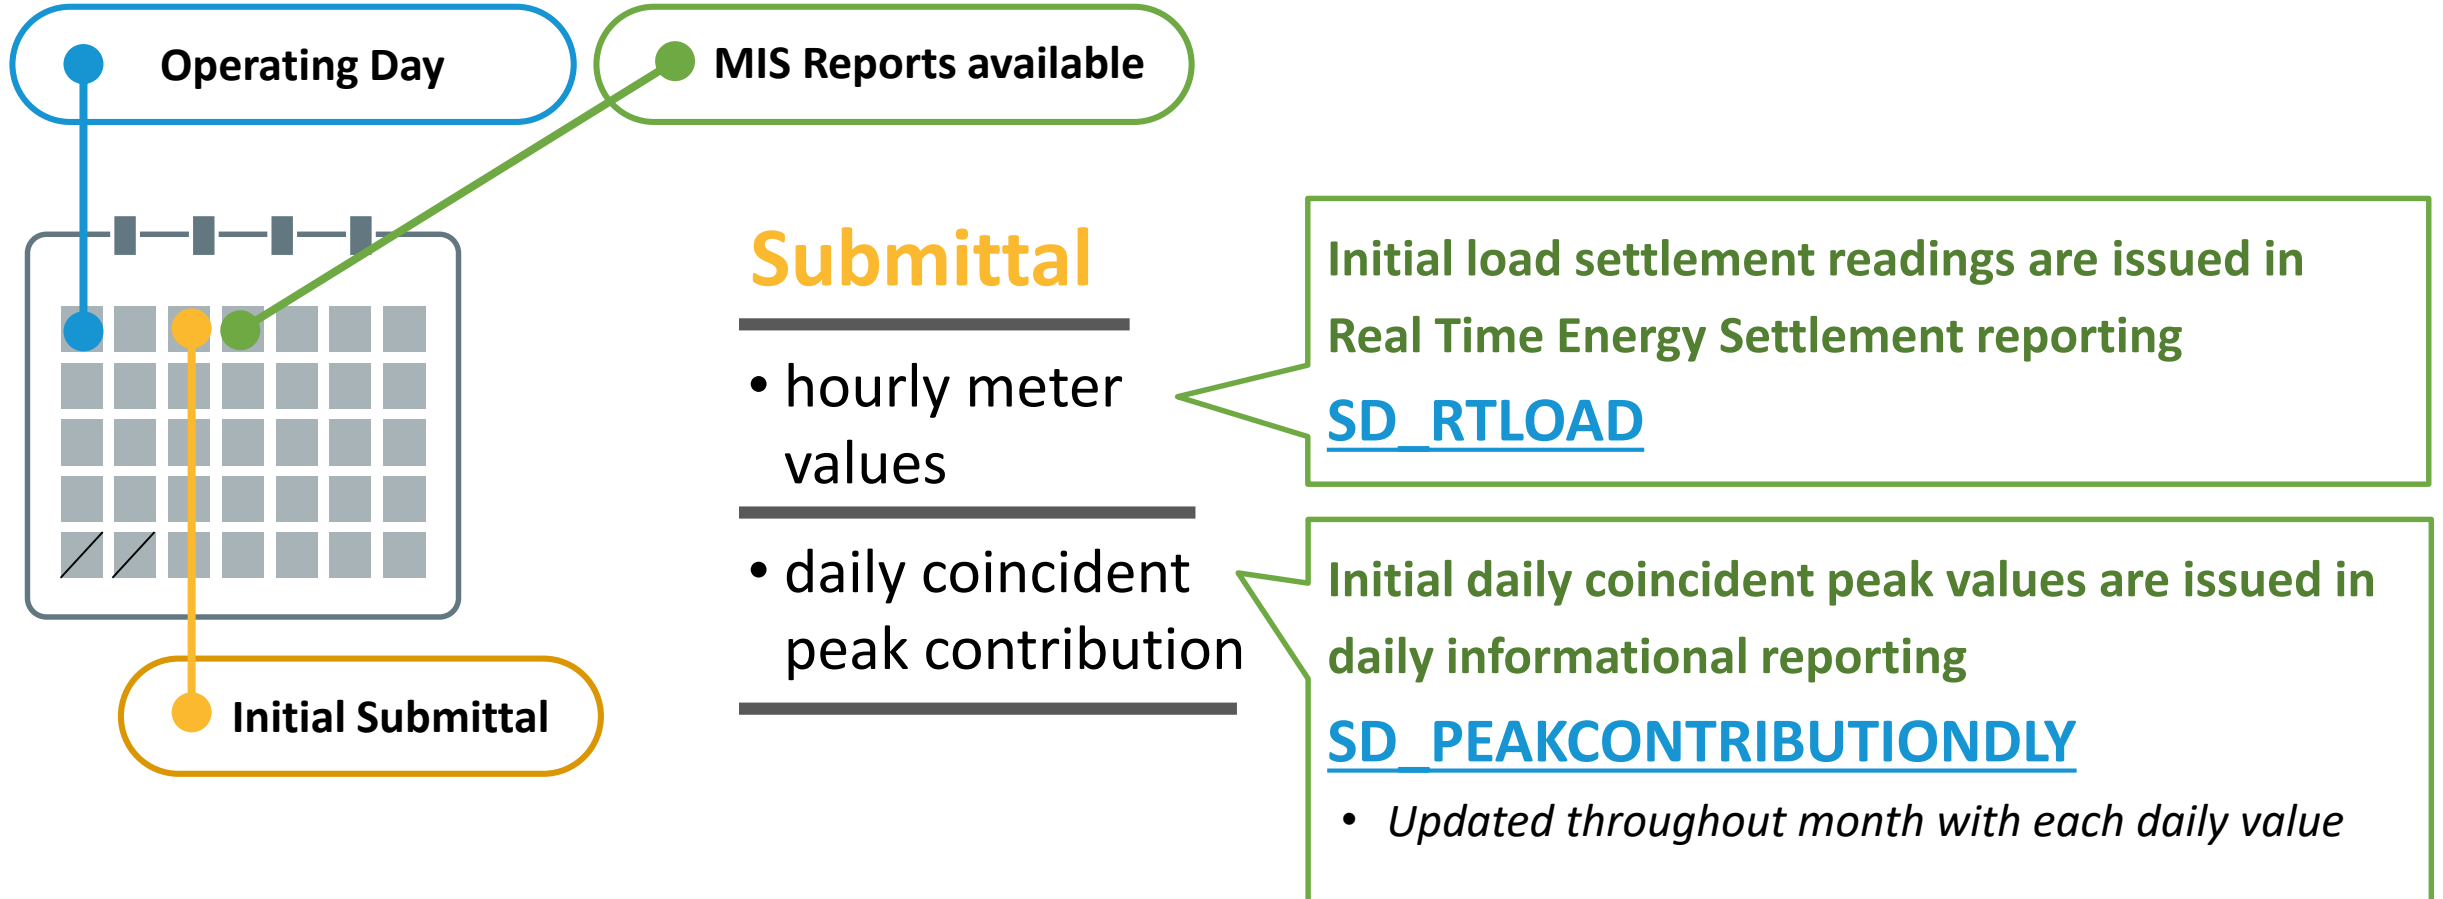 Operating Day
MIS Reports available
Submittal
• hourly meter
values
• daily coincident
peak contribution
Initial load settlement readings are issued in
Real Time Energy Settlement reporting
SD_RTLOAD
Initial daily coincident peak values are issued in
daily informational reporting
SD_PEAKCONTRIBUTIONDLY
• Updated throughout month with each daily value
Initial Submittal